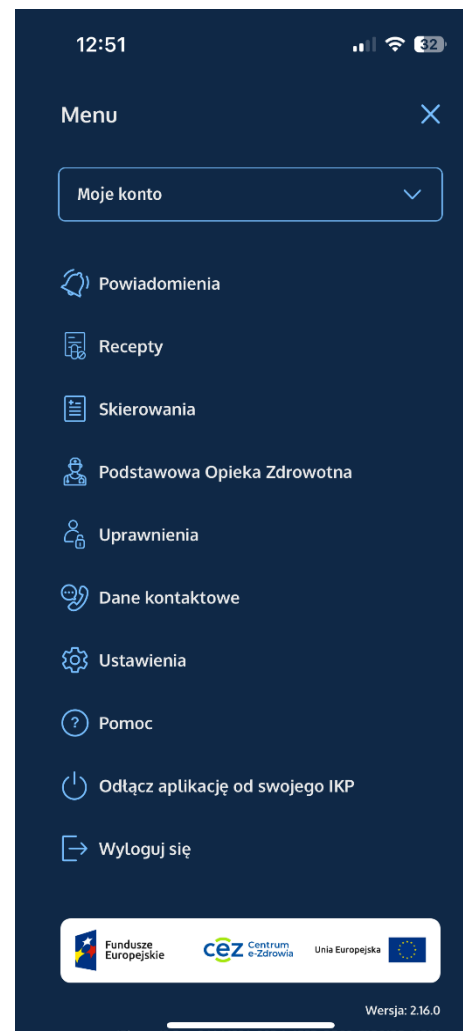 12:51
32
Menu
Moje konto
Powiadomienia
Recepty
Skierowania
Podstawowa Opieka Zdrowotna
Uprawnienia
Dane kontaktowe
Ustawienia
?
Pomoc
Odłącz aplikację od swojego IKP
Wyloguj się
Fundusze
Europejskie
cez Centrum
e-Zdrowia
Unia Europejska
Wersja: 2.16.0